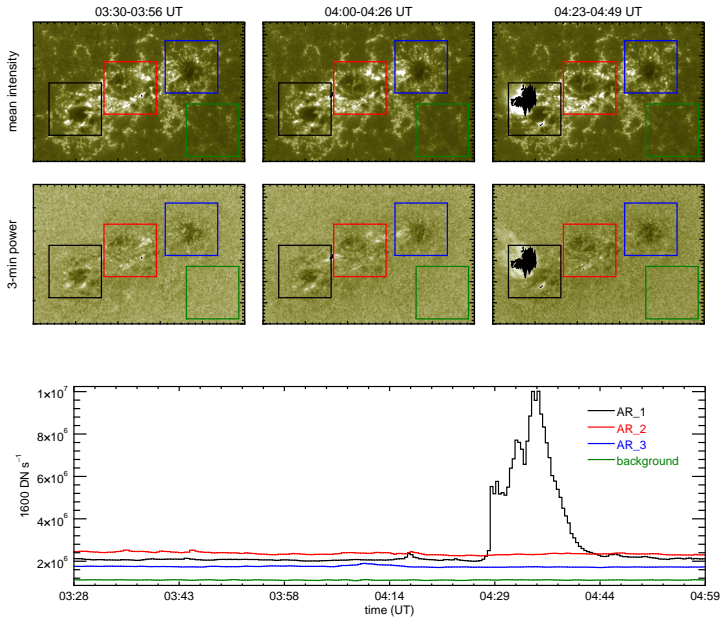 03:30-03:56 UT
04:00-04:26 UT
04:23-04:49 UT
mean intensity
3-min power
1600 DN s⁻¹
1×10⁷
8×10⁶
6×10⁶
4×10⁶
2×10⁶
AR_1
AR_2
AR_3
background
03:28
03:43
03:58
04:14
04:29
04:44
04:59
time (UT)